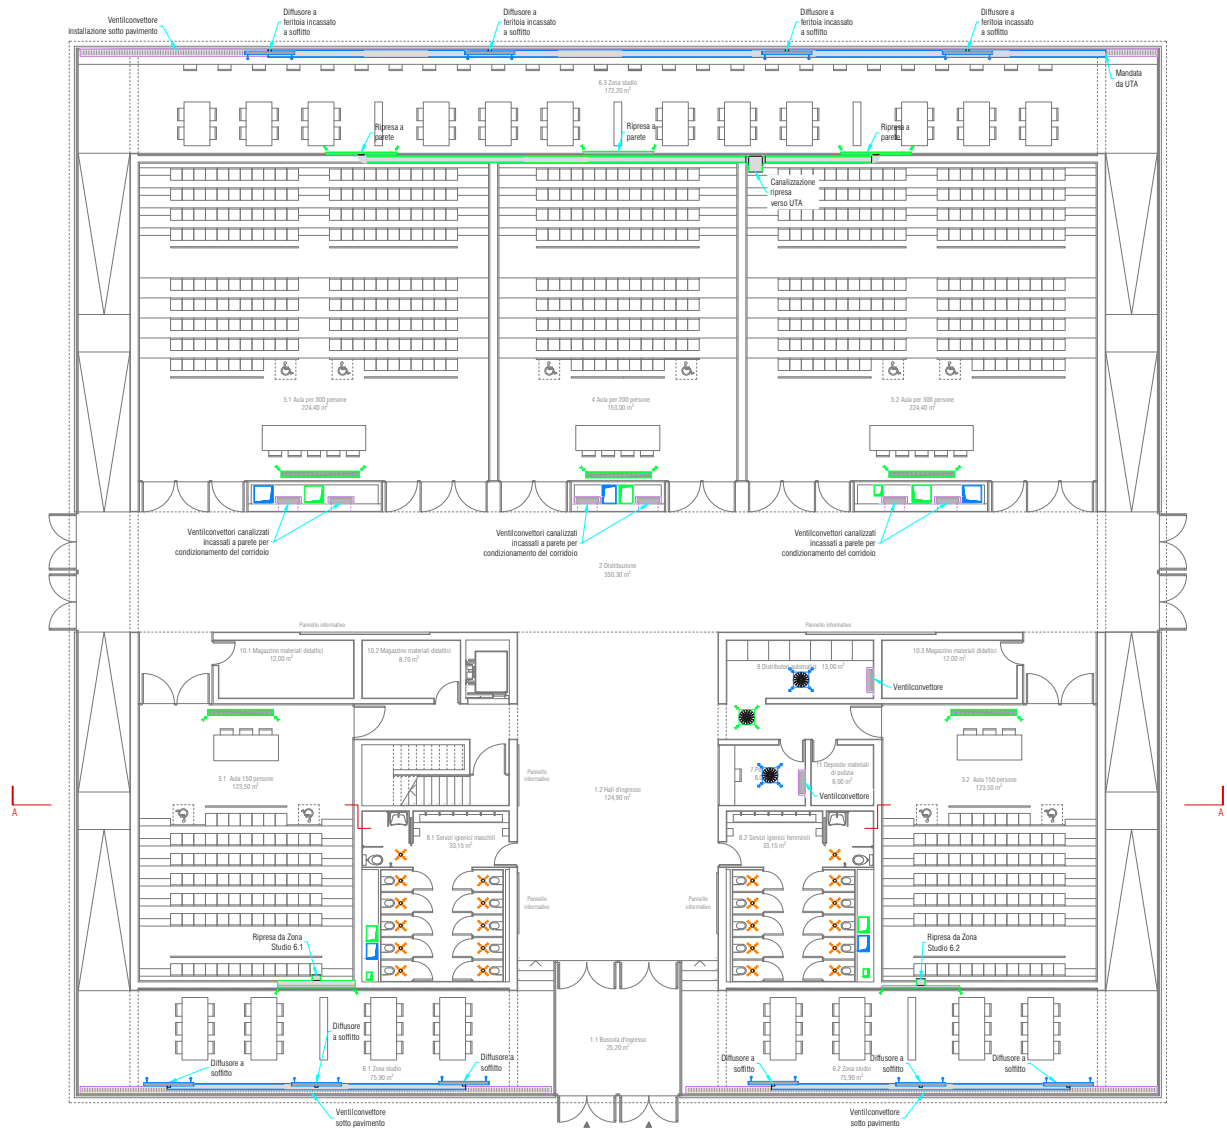 Ventilconvettore
installazione sotto pavimento
Diffusore a
feritoia incassato
a soffitto
Diffusore a
feritoia incassato
a soffitto
Diffusore a
feritoia incassato
a soffitto
Diffusore a
feritoia incassato
a soffitto
Mandata
da UTA
6.3 Zona studio
172,20 m²
Ripresa a
parete
Ripresa a
parete
Ripresa a
parete
Canalizzazione
ripresa
verso UTA
5.1 Aula per 300 persone
224,40 m²
4 Aula per 200 persone
153,00 m²
5.2 Aula per 300 persone
224,40 m²
Ventilconvettori canalizzati
incassati a parete per
condizionamento del corridoio
Ventilconvettori canalizzati
incassati a parete per
condizionamento del corridoio
Ventilconvettori canalizzati
incassati a parete per
condizionamento del corridoio
2 Distribuzione
350,30 m²
Pannello informativo
Pannello informativo
10.1 Magazzino materiali didattici
12,00 m²
10.2 Magazzino materiali didattici
8,70 m²
9 Distributori automatici 13,00 m²
10.3 Magazzino materiali didattici
12,00 m²
Ventilconvettore
3.1 Aula 150 persone
123,50 m²
Pannello
informativo
1.2 Hall d'ingresso
124,90 m²
11 Deposito materiali
di pulizia
6,00 m²
Ventilconvettore
3.2 Aula 150 persone
123,50 m²
A
A
8.1 Servizi igienici maschili
33,15 m²
8.2 Servizi igienici femminili
33,15 m²
Pannello
informativo
Pannello
informativo
Ripresa da Zona
Studio 6.1
Ripresa da Zona
Studio 6.2
1.1 Bussola d'ingresso
25,20 m²
Diffusore a
soffitto
Diffusore
a soffitto
Diffusore a
soffitto
6.1 Zona studio
75,90 m²
Diffusore a
soffitto
Diffusore a
soffitto
Diffusore a
soffitto
6.2 Zona studio
75,90 m²
Ventilconvettore
sotto pavimento
Ventilconvettore
sotto pavimento